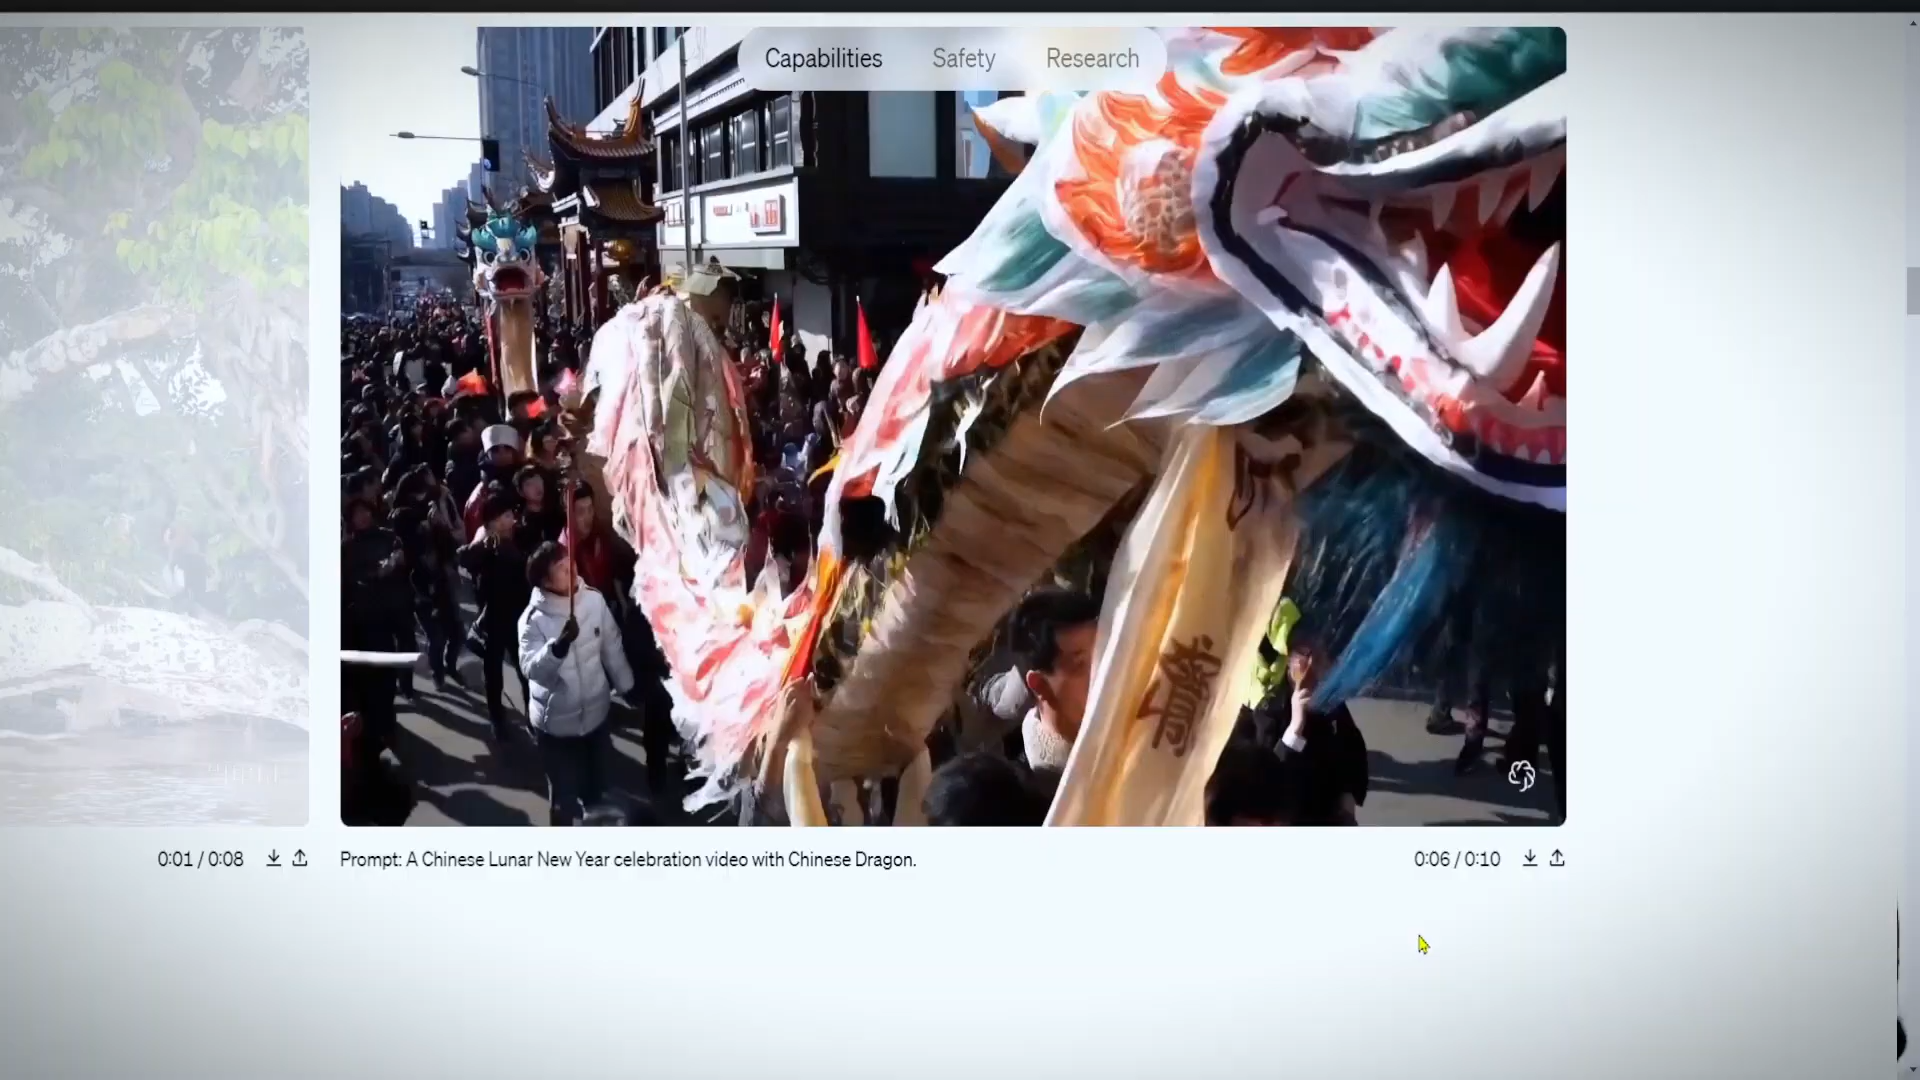 Capabilities Safety Research
0:01 / 0:08
Prompt: A Chinese Lunar New Year celebration video with Chinese Dragon.
0:06 / 0:10